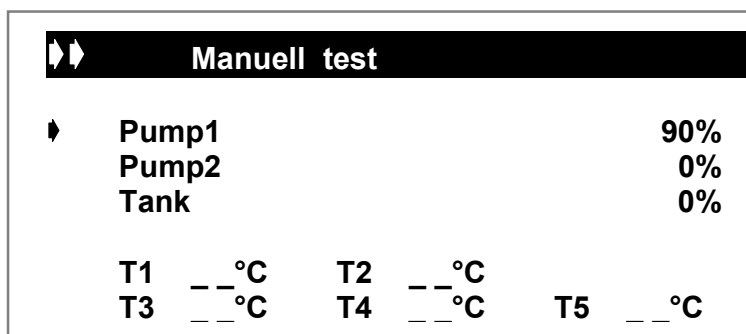 Manuell test
Pump1 90%
Pump2 0%
Tank 0%
T1 _ _°C T2 _ _°C
T3 _ _°C T4 _ _°C T5 _ _°C